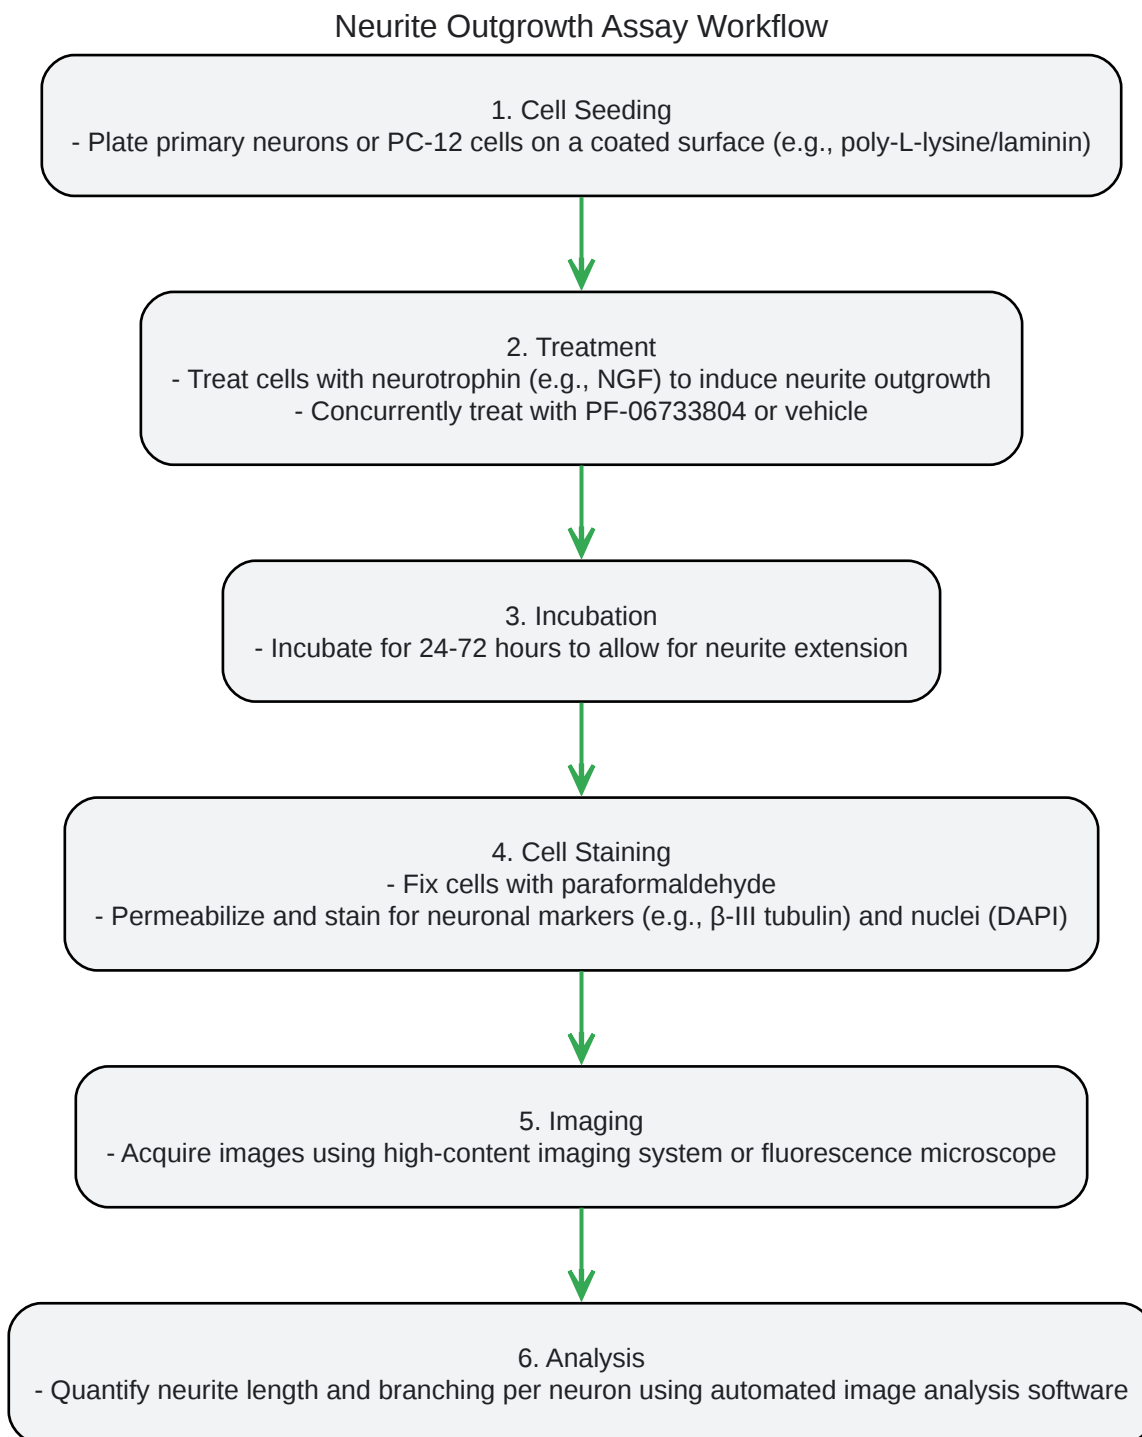 Neurite Outgrowth Assay Workflow
1. Cell Seeding
- Plate primary neurons or PC-12 cells on a coated surface (e.g., poly-L-lysine/laminin)
2. Treatment
- Treat cells with neurotrophin (e.g., NGF) to induce neurite outgrowth
- Concurrently treat with PF-06733804 or vehicle
3. Incubation
- Incubate for 24-72 hours to allow for neurite extension
4. Cell Staining
- Fix cells with paraformaldehyde
- Permeabilize and stain for neuronal markers (e.g., β-III tubulin) and nuclei (DAPI)
5. Imaging
- Acquire images using high-content imaging system or fluorescence microscope
6. Analysis
- Quantify neurite length and branching per neuron using automated image analysis software